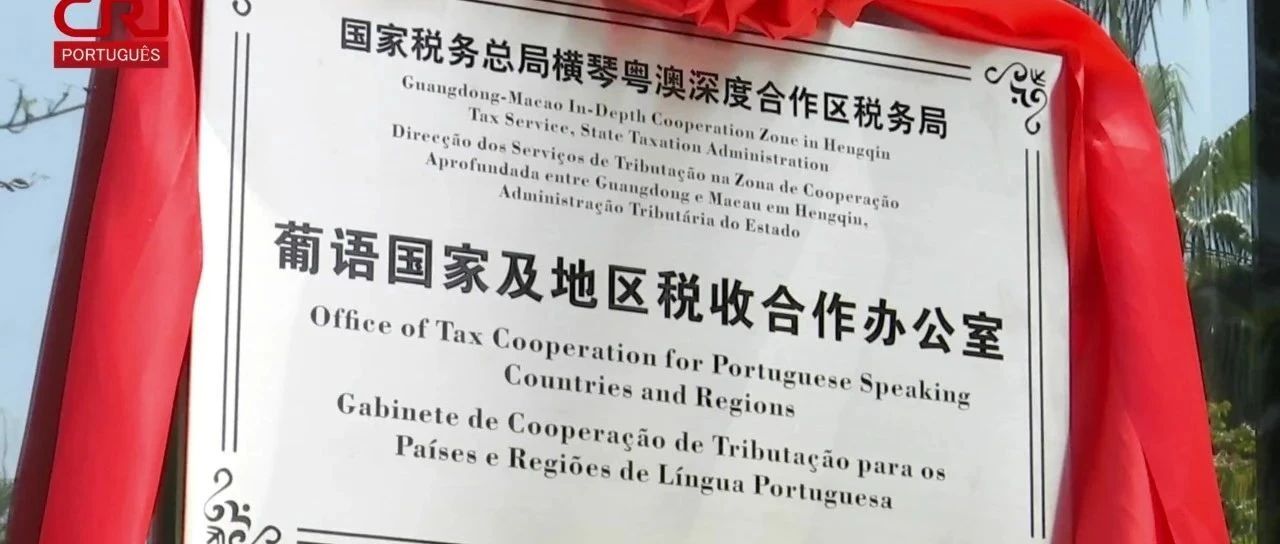 CRI
PORTUGUÊS
国家税务总局横琴粤澳深度合作区税务局
Guangdong-Macao In-Depth Cooperation Zone in Hengqin
Tax Service, State Taxation Administration
Direcção dos Serviços de Tributação na Zona de Cooperação
Aprofundada entre Guangdong e Macau em Hengqin,
Administração Tributária do Estado
葡语国家及地区税收合作办公室
Office of Tax Cooperation for Portuguese Speaking
Countries and Regions
Gabinete de Cooperação de Tributação para os
Países e Regiões de Língua Portuguesa